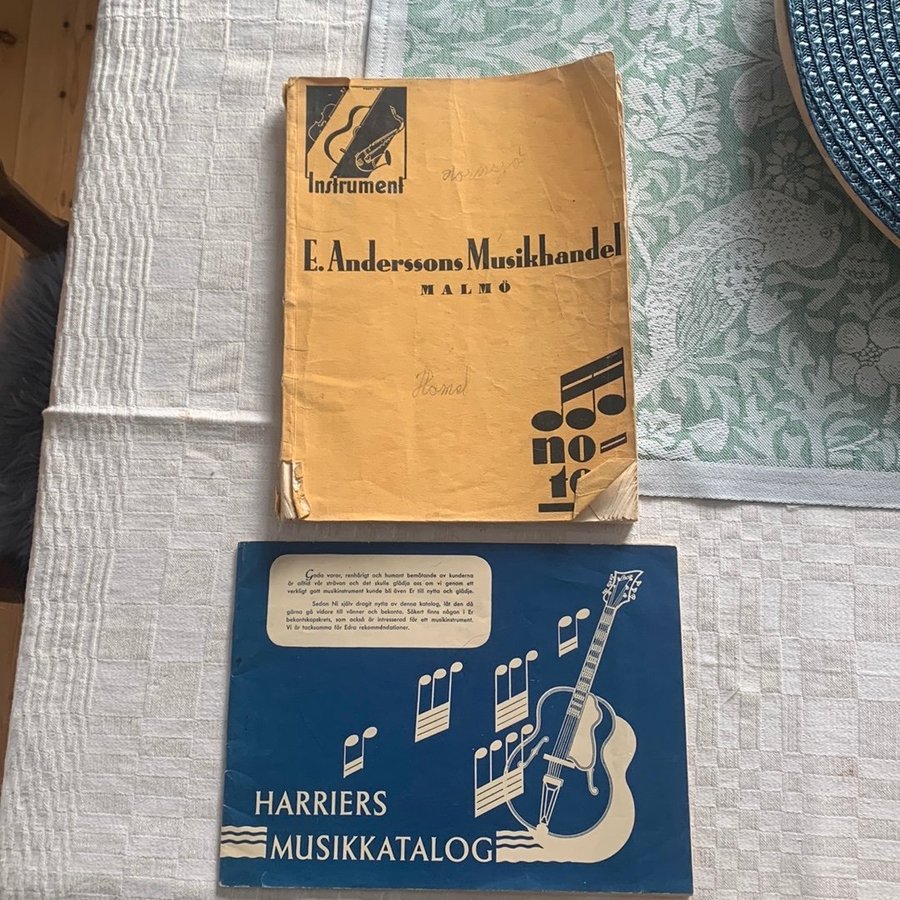 Instrument
E. Anderssons Musikhandel
MALMÖ
no-
Goda varor, renhårigt och humant bemötande av kunderna
är alltid vår strävan och det skulle glädja oss om vi genom ett
verkligt gott musikinstrument kunde bli även Er till nytta och glädje.
Sedan Ni själv dragit nytta av denna katalog, låt den då
gärna gå vidare till vänner och bekanta. Säkert finns någon i Er
bekantskapskrets, som också är intresserad för ett musikinstrument.
Vi är tacksamma för Edra rekommendationer.
HARRIERS
MUSIKKATALOG